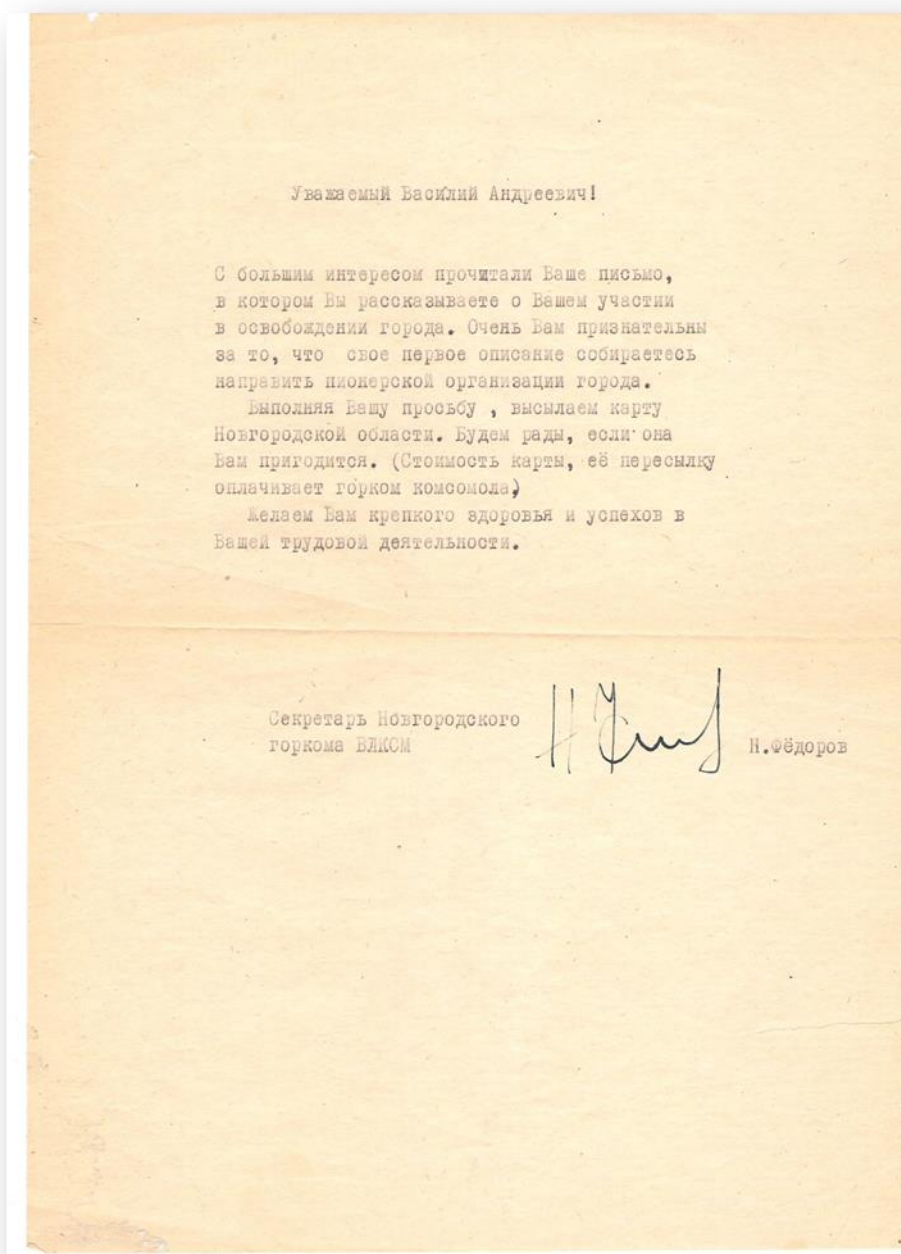 Уважаемый Василий Андреевич!
С большим интересом прочитали Ваше письмо,
в котором Вы рассказываете о Вашем участии
в освобождении города. Очень Вам признательны
за то, что свое первое описание собираетесь
направить пионерской организации города.
Выполняя Вашу просьбу , высылаем карту
Новгородской области. Будем рады, если она
Вам пригодится. (Стоимость карты, её пересылку
оплачивает горком комсомола)
Желаем Вам крепкого здоровья и успехов в
Вашей трудовой деятельности.
Секретарь Новгородского
горкома ВЛКСМ
Н.Фёдоров